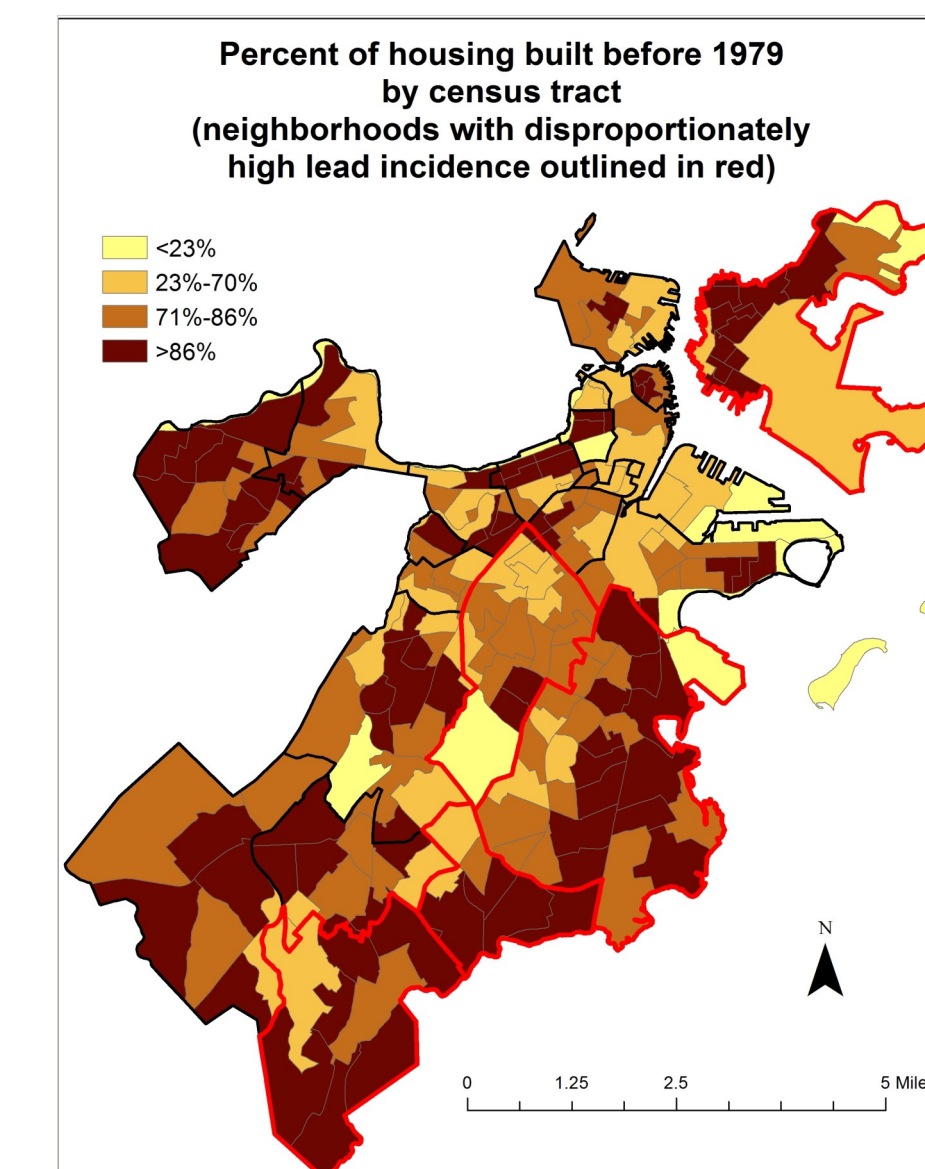 Percent of housing built before 1979
by census tract
(neighborhoods with disproportionately
high lead incidence outlined in red)
<23%
23%-70%
71%-86%
>86%
N
0 1.25 2.5 5 Mile